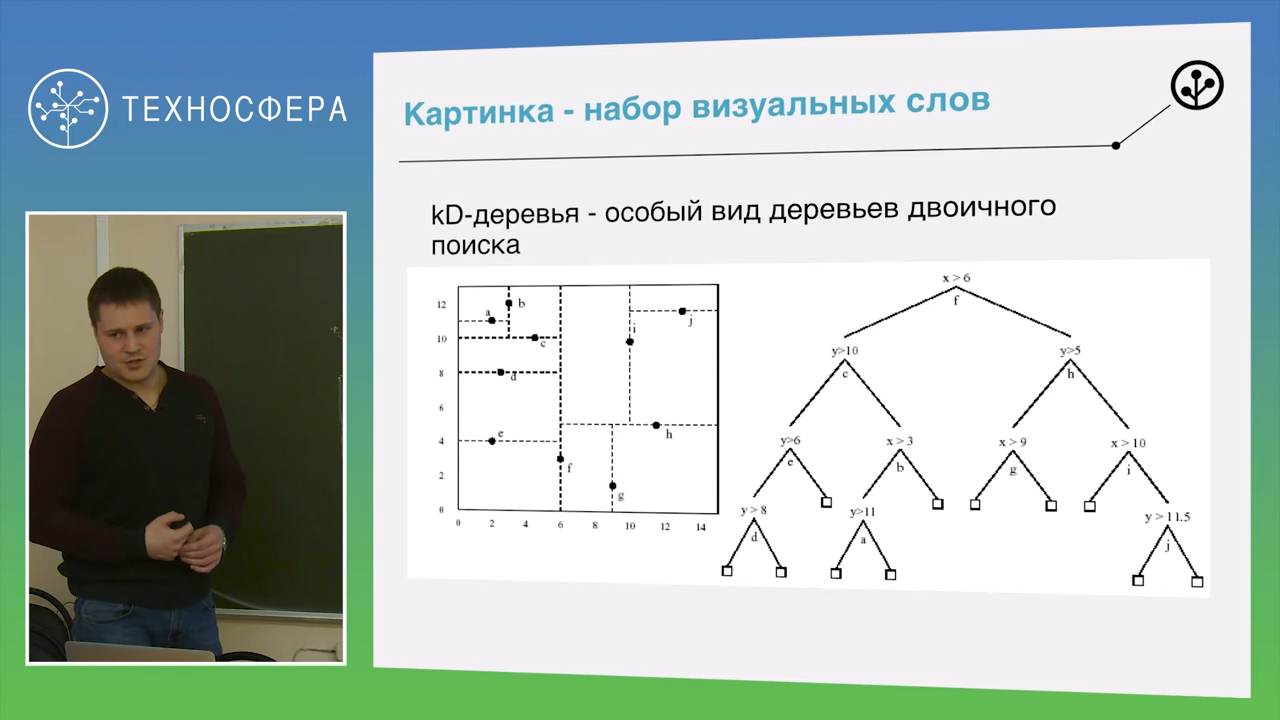 ТЕХНОСФЕРА
Картинка - набор визуальных слов
kD-деревья - особый вид деревьев двоичного
поиска
12
10
8
6
4
2
0
0 2 4 6 8 10 12 14
a
b
c
d
e
f
g
h
i
j
x > 6
f
y>10
y>5
c
h
y>6
x > 3
x > 9
x > 10
e
b
g
i
y > 8
y>11
y > 11.5
d
a
j